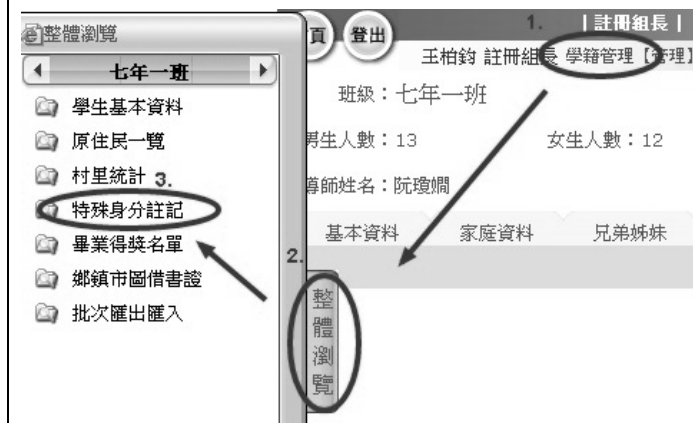 整體瀏覽
七年一班
學生基本資料
原住民一覽
村里統計 3.
特殊身分註記
畢業得獎名單
鄉鎮市圖借書證
批次匯出匯入
2.
整體瀏覽
1. | 註冊組長 |
頁 登出
王柏鈞 註冊組長 學籍管理【管理】
班級：七年一班
男生人數：13 女生人數：12
導師姓名：阮瓊嫺
基本資料 家庭資料 兄弟姊妹